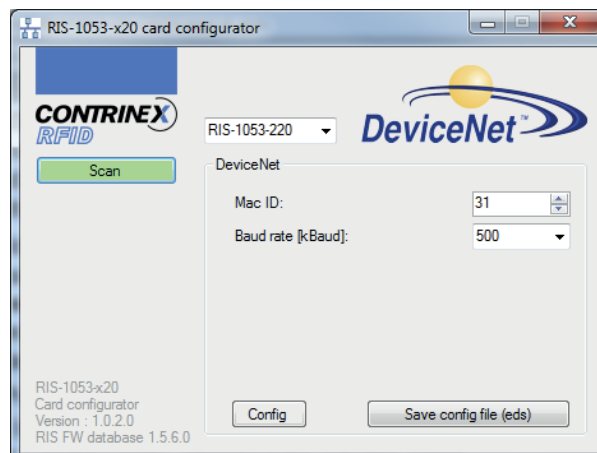 RIS-1053-x20 card configurator
CONTRINEX
RFID
RIS-1053-220
DeviceNet™
Scan
DeviceNet
Mac ID:
31
Baud rate [kBaud]:
500
RIS-1053-x20
Card configurator
Version : 1.0.2.0
RIS FW database 1.5.6.0
Config
Save config file (eds)